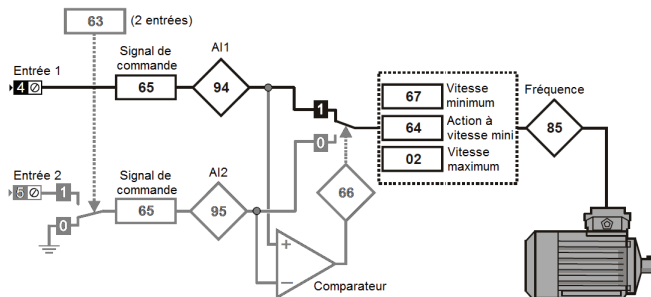 63 (2 entrées)
Signal de
commande
AI1
Entrée 1
4
65
94
1
0
67
Vitesse
minimum
64
Action à
vitesse mini
02
Vitesse
maximum
Fréquence
85
Entrée 2
5
1
0
Signal de
commande
65
AI2
95
66
+
−
Comparateur